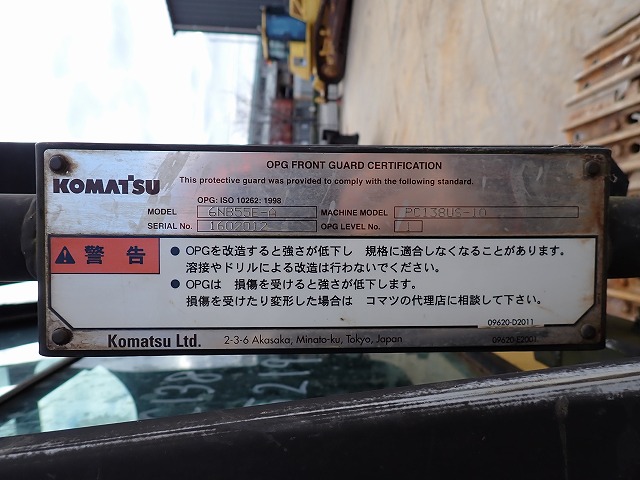 OPG FRONT GUARD CERTIFICATION
KOMATSU
This protective guard was provided to comply with the following standard.
OPG: ISO 10262: 1998
MODEL 6NB55E-A MACHINE MODEL PC138US-10
SERIAL No. 1602012 OPG LEVEL No. 1
警告
● OPGを改造すると強さが低下し 規格に適合しなくなることがあります。
溶接やドリルによる改造は行わないでください。
● OPGは 損傷を受けると強さが低下します。
損傷を受けたり変形した場合は コマツの代理店に相談して下さい。
09620-D2011
Komatsu Ltd. 2-3-6 Akasaka, Minato-ku, Tokyo, Japan 09620-E2001